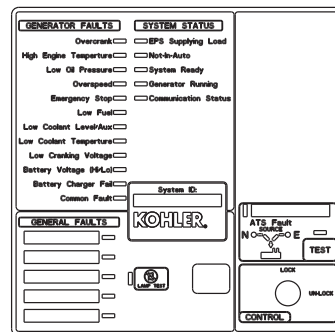 GENERATOR FAULTS
Overcrank
High Engine Temperture
Low Oil Pressure
Overspeed
Emergency Stop
Low Fuel
Low Coolant Level/Aux
Low Coolant Temperture
Low Cranking Voltage
Battery Voltage (Hi/Lo)
Battery Charger Fail
Common Fault
SYSTEM STATUS
EPS Supplying Load
Not-In-Auto
System Ready
Generator Running
Communication Status
GENERAL FAULTS
System ID:
KOHLER®
LAMP TEST
ATS Fault
SOURCE
N E
TEST
LOCK
UN-LOCK
CONTROL